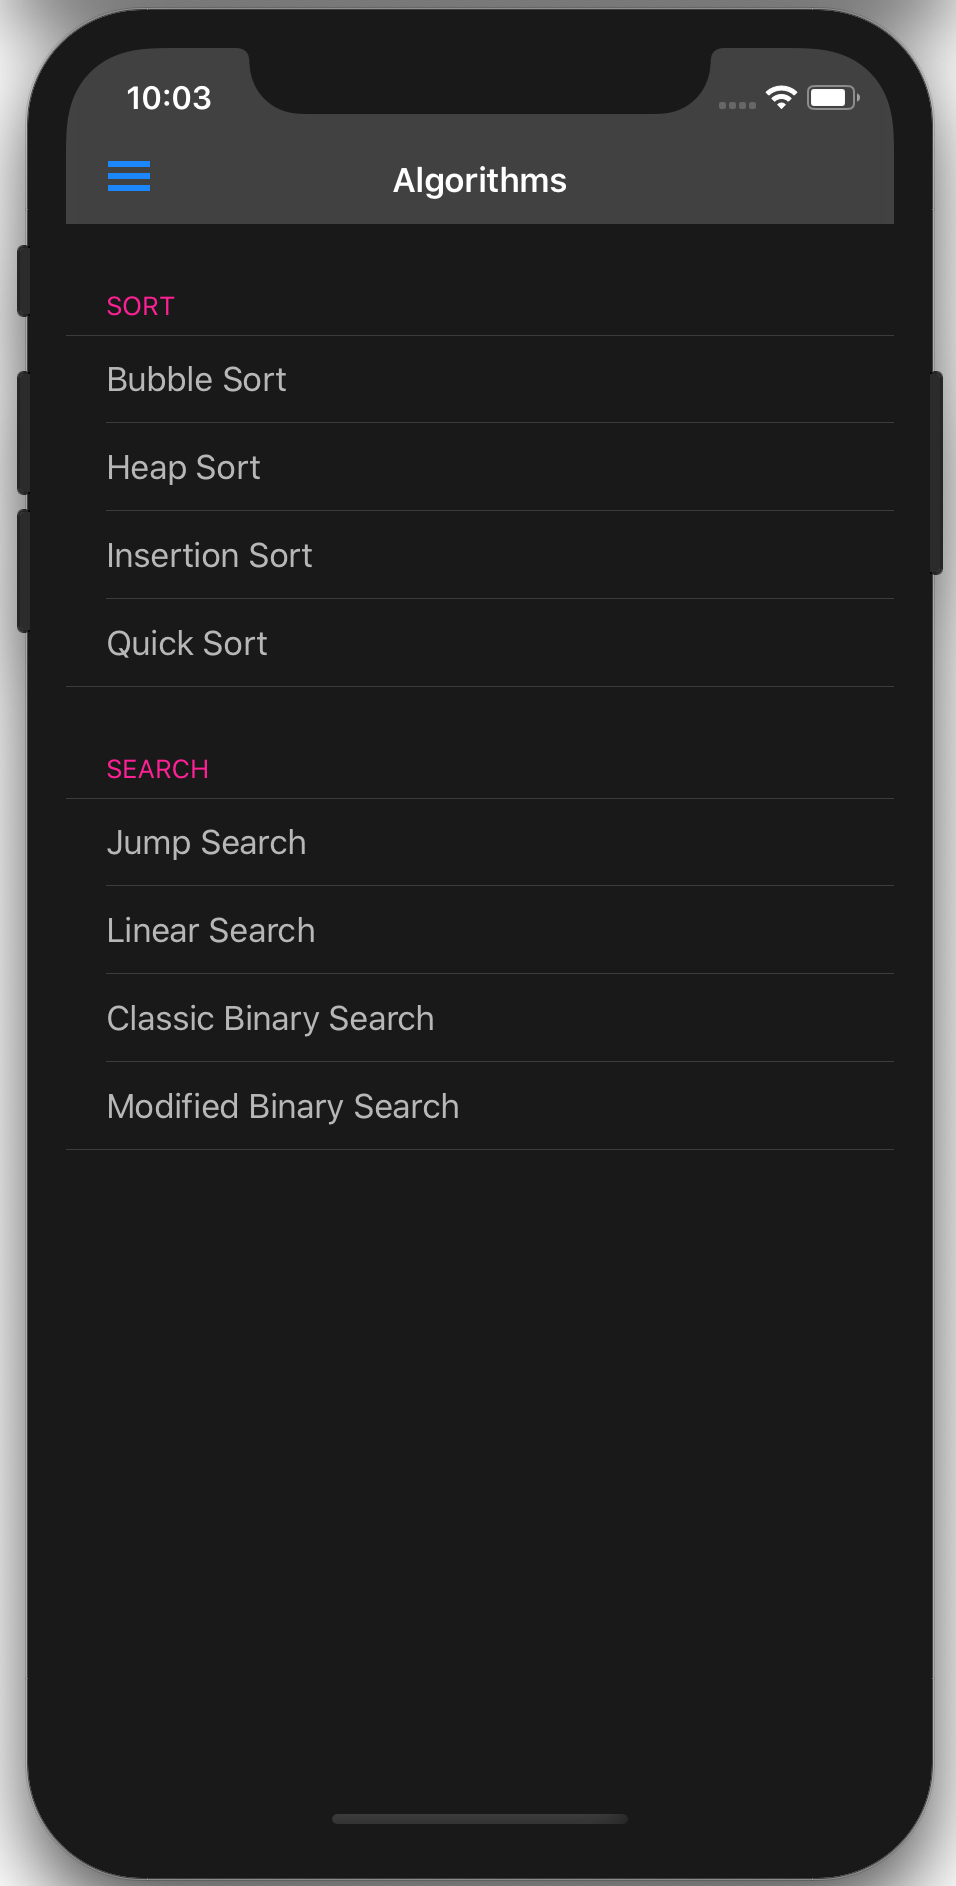 10:03
Algorithms
SORT
Bubble Sort
Heap Sort
Insertion Sort
Quick Sort
SEARCH
Jump Search
Linear Search
Classic Binary Search
Modified Binary Search